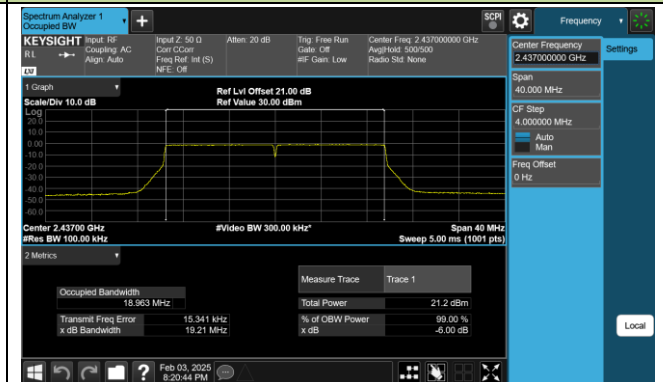 Spectrum Analyzer 1
Occupied BW
+
SCPI
Frequency
KEYSIGHT
RL
LXI
Input: RF
Coupling: AC
Align: Auto
Input Z: 50 Ω
Corr CCorr
Freq Ref: Int (S)
NFE: Off
Atten: 20 dB
Trig: Free Run
Gate: Off
#IF Gain: Low
Center Freq: 2.437000000 GHz
Avg|Hold: 500/500
Radio Std: None
Center Frequency
2.437000000 GHz
Settings
Span
40.000 MHz
CF Step
4.000000 MHz
Auto
Man
Freq Offset
0 Hz
Local
1 Graph
Scale/Div 10.0 dB
Ref Lvl Offset 21.00 dB
Ref Value 30.00 dBm
Log
20.0
10.0
0.00
-10.0
-20.0
-30.0
-40.0
-50.0
-60.0
Center 2.43700 GHz
#Res BW 100.00 kHz
#Video BW 300.00 kHz*
Span 40 MHz
Sweep 5.00 ms (1001 pts)
2 Metrics
Measure Trace Trace 1
Occupied Bandwidth
18.963 MHz
Total Power 21.2 dBm
Transmit Freq Error 15.341 kHz
% of OBW Power 99.00 %
x dB Bandwidth 19.21 MHz
x dB -6.00 dB
?
Feb 03, 2025
8:20:44 PM